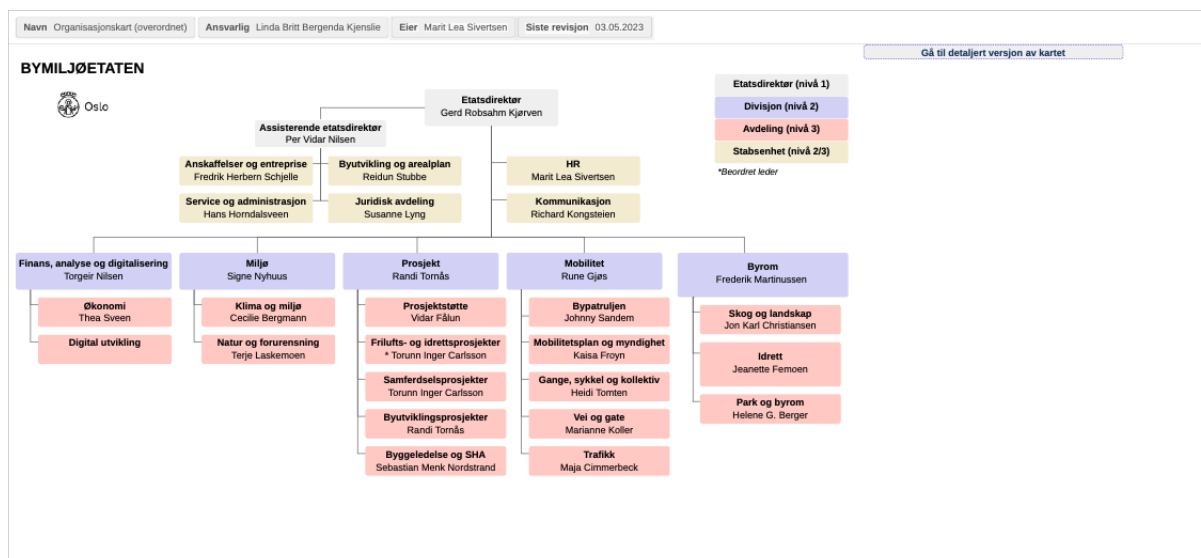 Navn Organisasjonskart (overordnet) Ansvarlig Linda Britt Bergenda Kjenslie Eier Marit Lea Sivertsen Siste revisjon 03.05.2023
Gå til detaljert versjon av kartet
BYMILJØETATEN
Oslo
Etatsdirektør
Gerd Robsahm Kjørven
Assisterende etatsdirektør
Per Vidar Nilsen
Etatsdirektør (nivå 1)
Divisjon (nivå 2)
Avdeling (nivå 3)
Stabsenhet (nivå 2/3)
*Beordret leder
Anskaffelser og entreprise
Fredrik Herbern Schjelle
Byutvikling og arealplan
Reidun Stubbe
HR
Marit Lea Sivertsen
Service og administrasjon
Hans Horndalsveen
Juridisk avdeling
Susanne Lyng
Kommunikasjon
Richard Kongsteien
Finans, analyse og digitalisering
Torgeir Nilsen
Økonomi
Thea Sveen
Digital utvikling
Miljø
Signe Nyhuus
Klima og miljø
Cecilie Bergmann
Natur og forurensning
Terje Laskemoen
Prosjekt
Randi Tornås
Prosjektstøtte
Vidar Fålun
Frilufts- og idrettsprosjekter
* Torunn Inger Carlsson
Samferdselsprosjekter
Torunn Inger Carlsson
Byutviklingsprosjekter
Randi Tornås
Byggeledelse og SHA
Sebastian Menk Nordstrand
Mobilitet
Rune Gjøs
Bypatruljen
Johnny Sandem
Mobilitetsplan og myndighet
Kaisa Froyn
Gange, sykkel og kollektiv
Heidi Tomten
Vei og gate
Marianne Koller
Trafikk
Maja Cimmerbeck
Byrom
Frederik Martinussen
Skog og landskap
Jon Karl Christiansen
Idrett
Jeanette Femoen
Park og byrom
Helene G. Berger